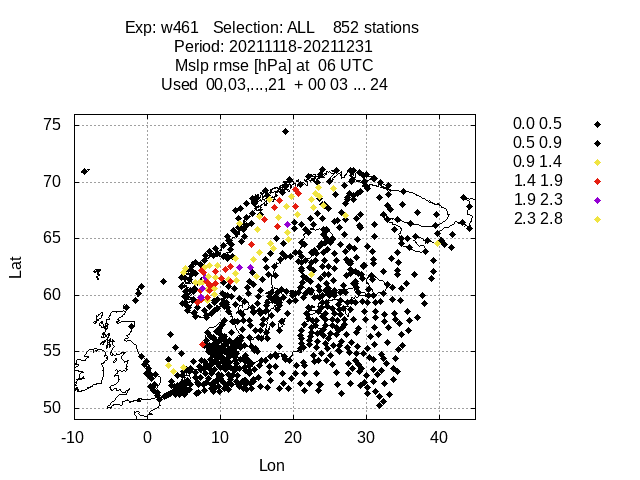 Exp: w461 Selection: ALL 852 stations
Period: 20211118-20211231
Mslp rmse [hPa] at 06 UTC
Used 00,03,...,21 + 00 03 ... 24
75
70
65
60
55
50
Lat
-10 0 10 20 30 40
Lon
0.0 0.5
0.5 0.9
0.9 1.4
1.4 1.9
1.9 2.3
2.3 2.8